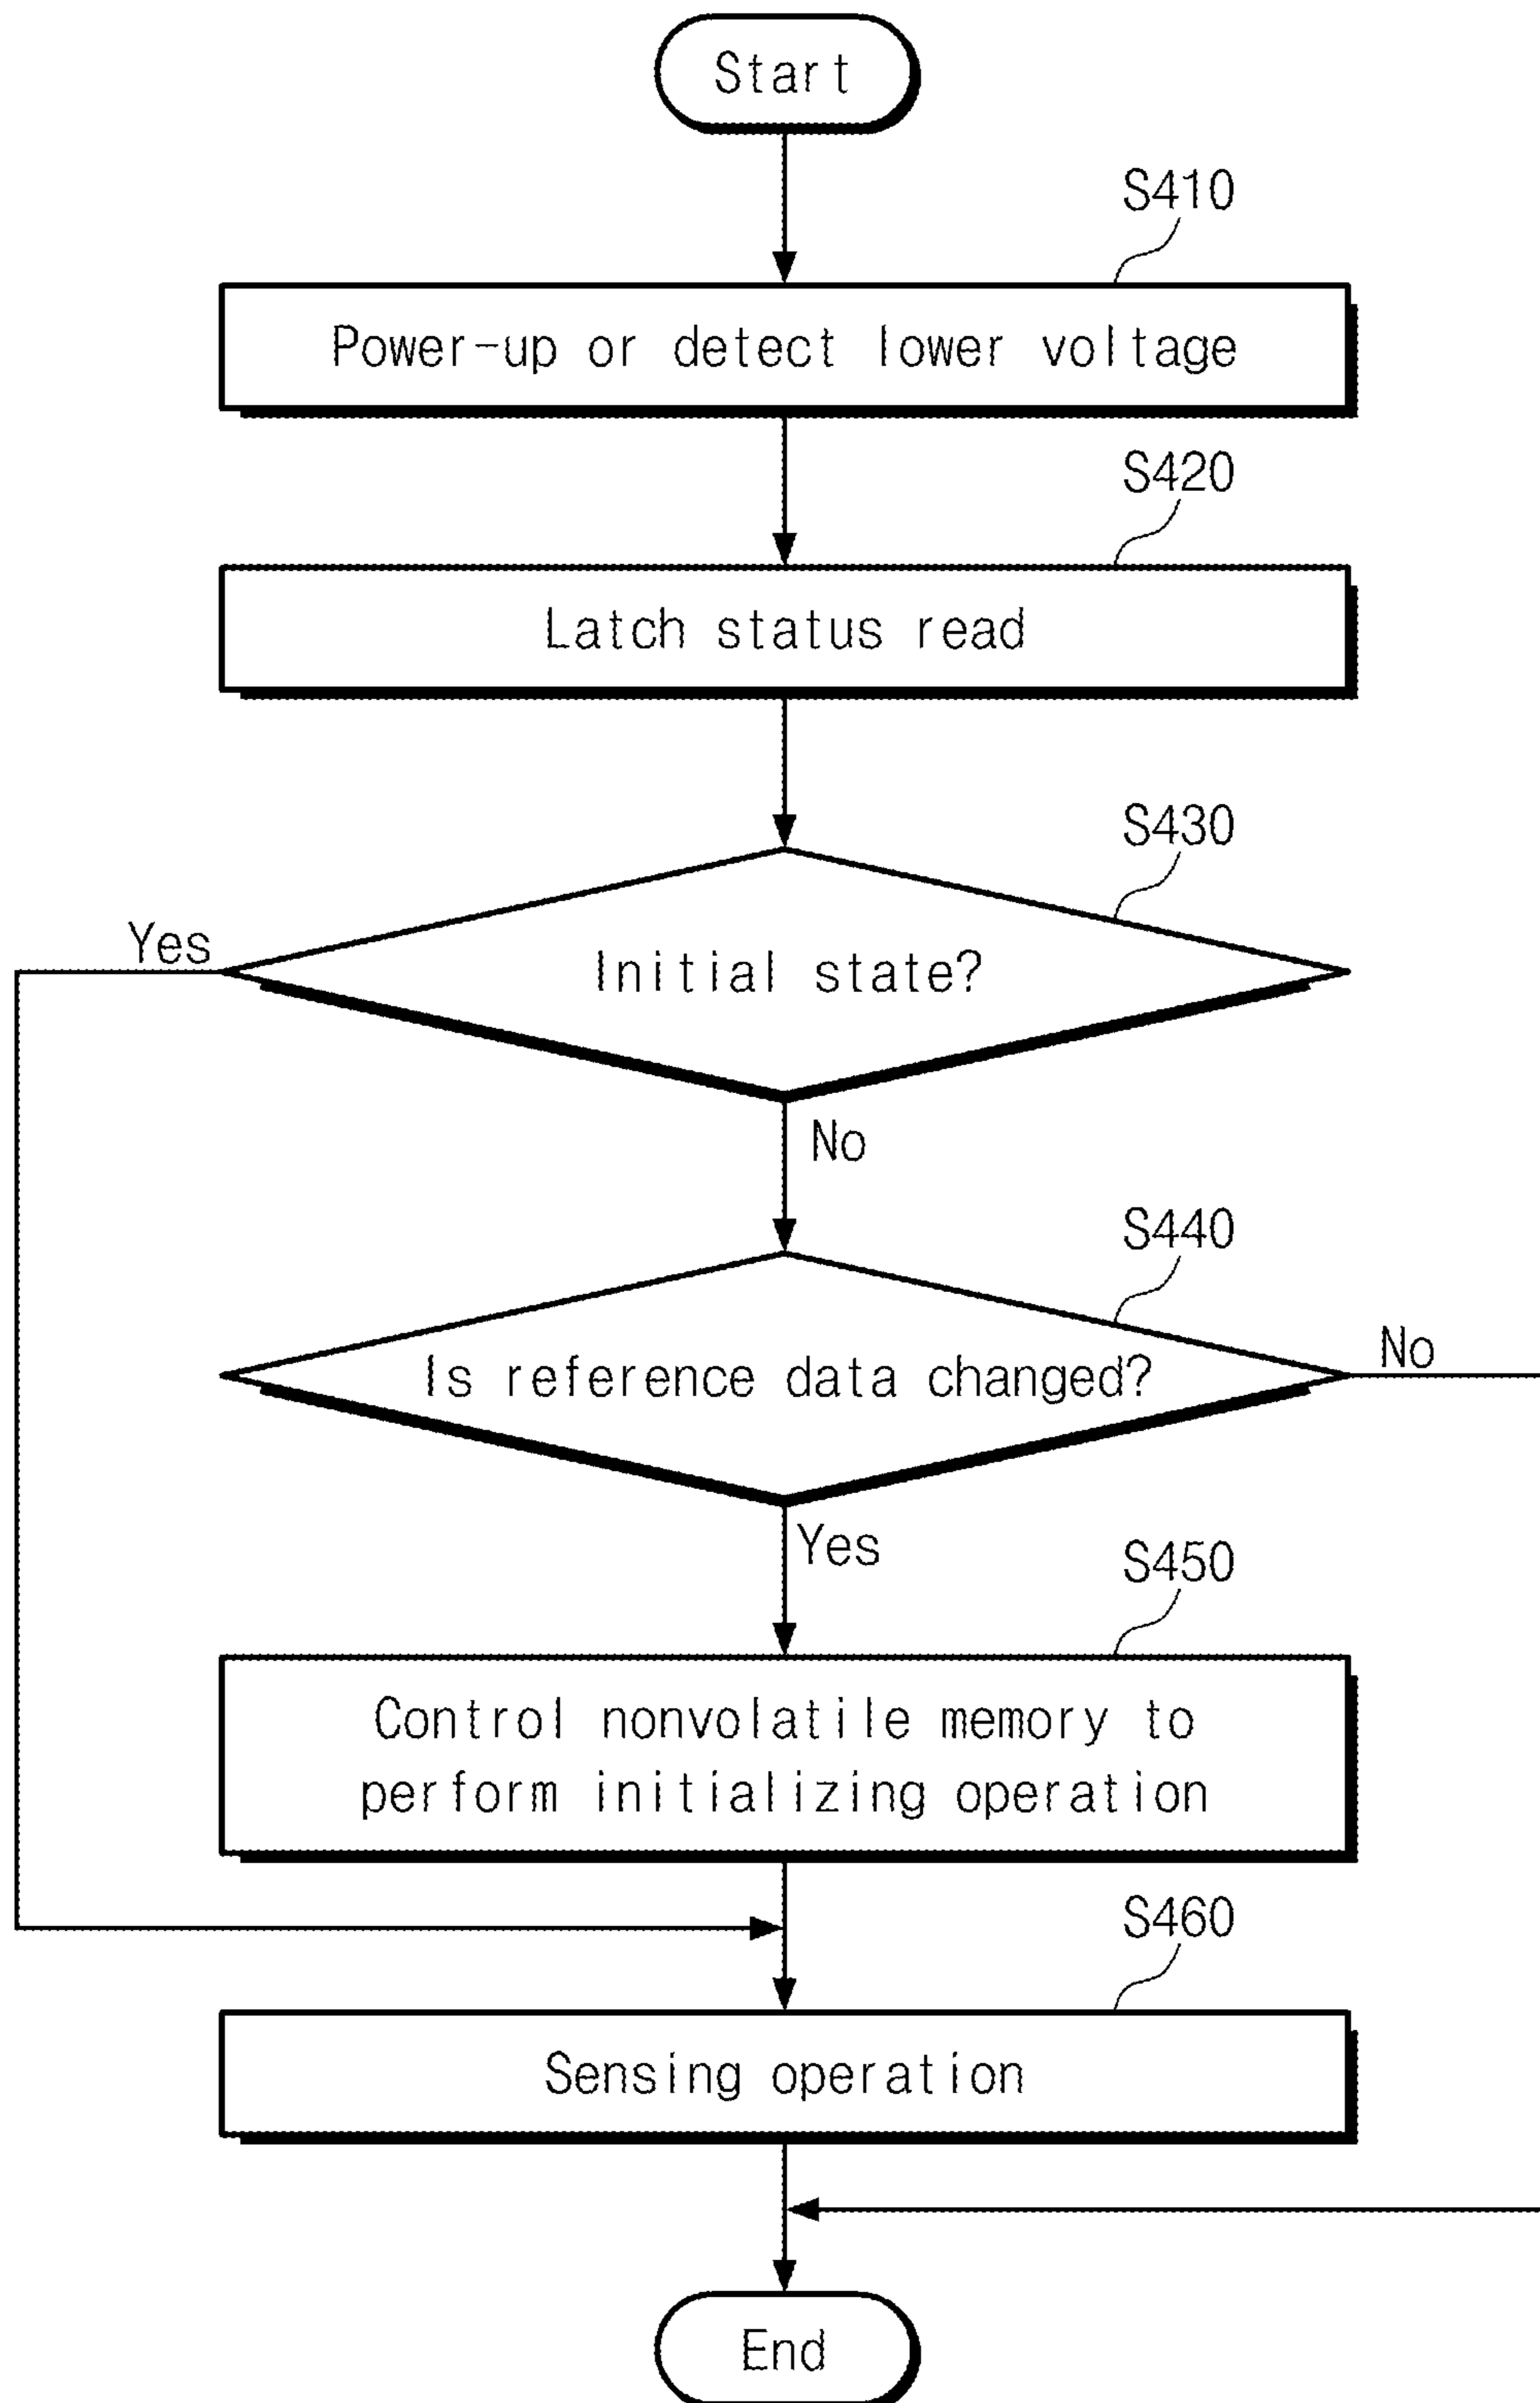 Start
S410
Power-up or detect lower voltage
S420
Latch status read
S430
Yes
Initial state?
No
S440
No
Is reference data changed?
Yes
S450
Control nonvolatile memory to
perform initializing operation
S460
Sensing operation
End